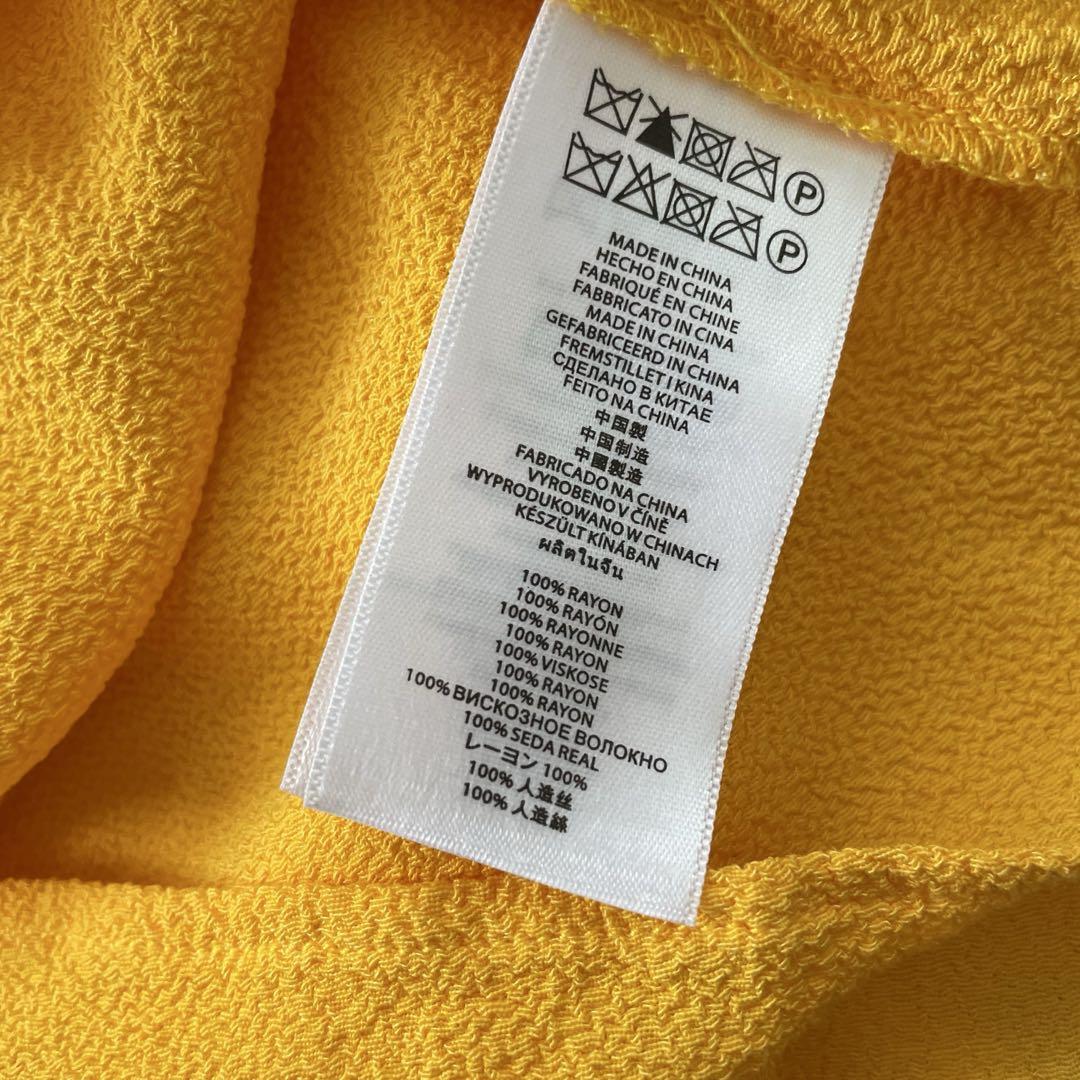 P
P
MADE IN CHINA
HECHO EN CHINA
FABRIQUÉ EN CHINE
FABBRICATO IN CINA
MADE IN CHINA
GEFABRICEERD IN CHINA
FREMSTILLET I KINA
СДЕЛАНО В КИТАЕ
FEITO NA CHINA
中国製
中国制造
中國製造
FABRICADO NA CHINA
VYROBENO V ČÍNĚ
WYPRODUKOWANO W CHINACH
KÉSZÜLT KÍNÁBAN
ผลิตในจีน
100% RAYON
100% RAYÓN
100% RAYONNE
100% RAYON
100% VISKOSE
100% RAYON
100% RAYON
100% ВИСКОЗНОЕ ВОЛОКНО
100% SEDA REAL
レーヨン 100%
100% 人造丝
100% 人造絲